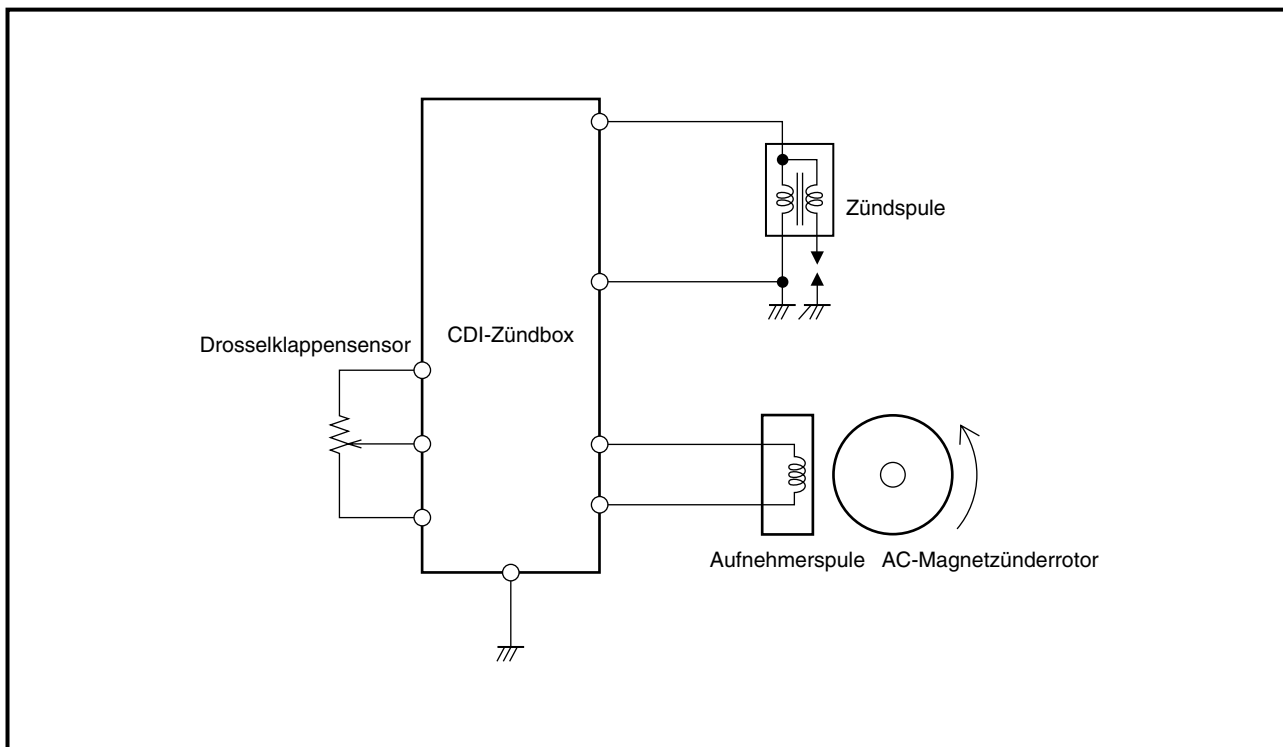 Zündspule
CDI-Zündbox
Drosselklappensensor
Aufnehmerspule
AC-Magnetzünderrotor